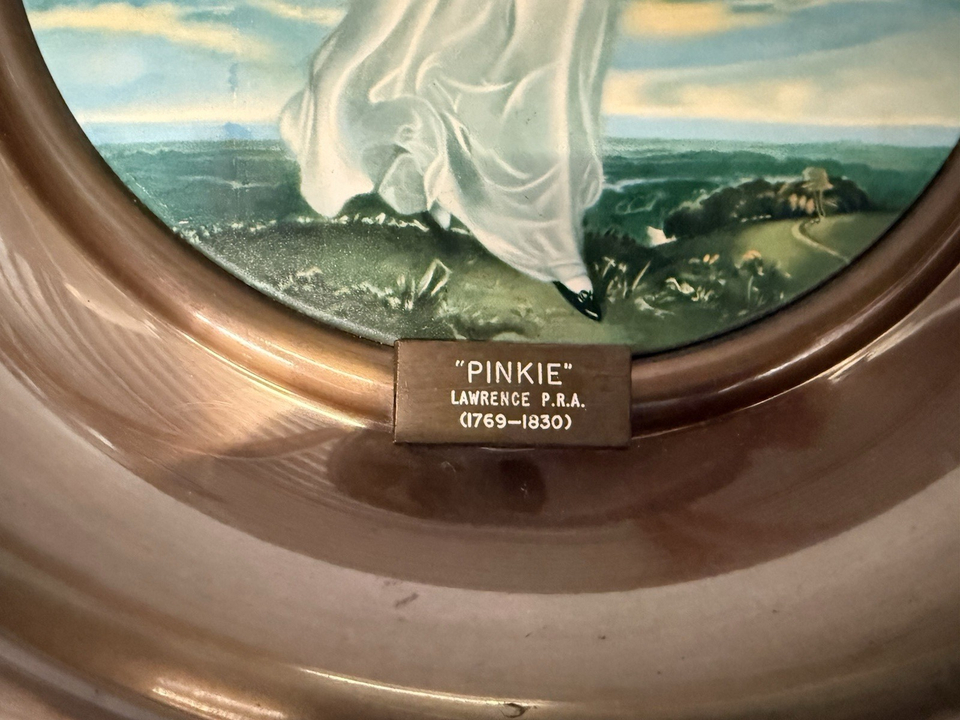 "PINKIE"
LAWRENCE P.R.A.
(1769–1830)